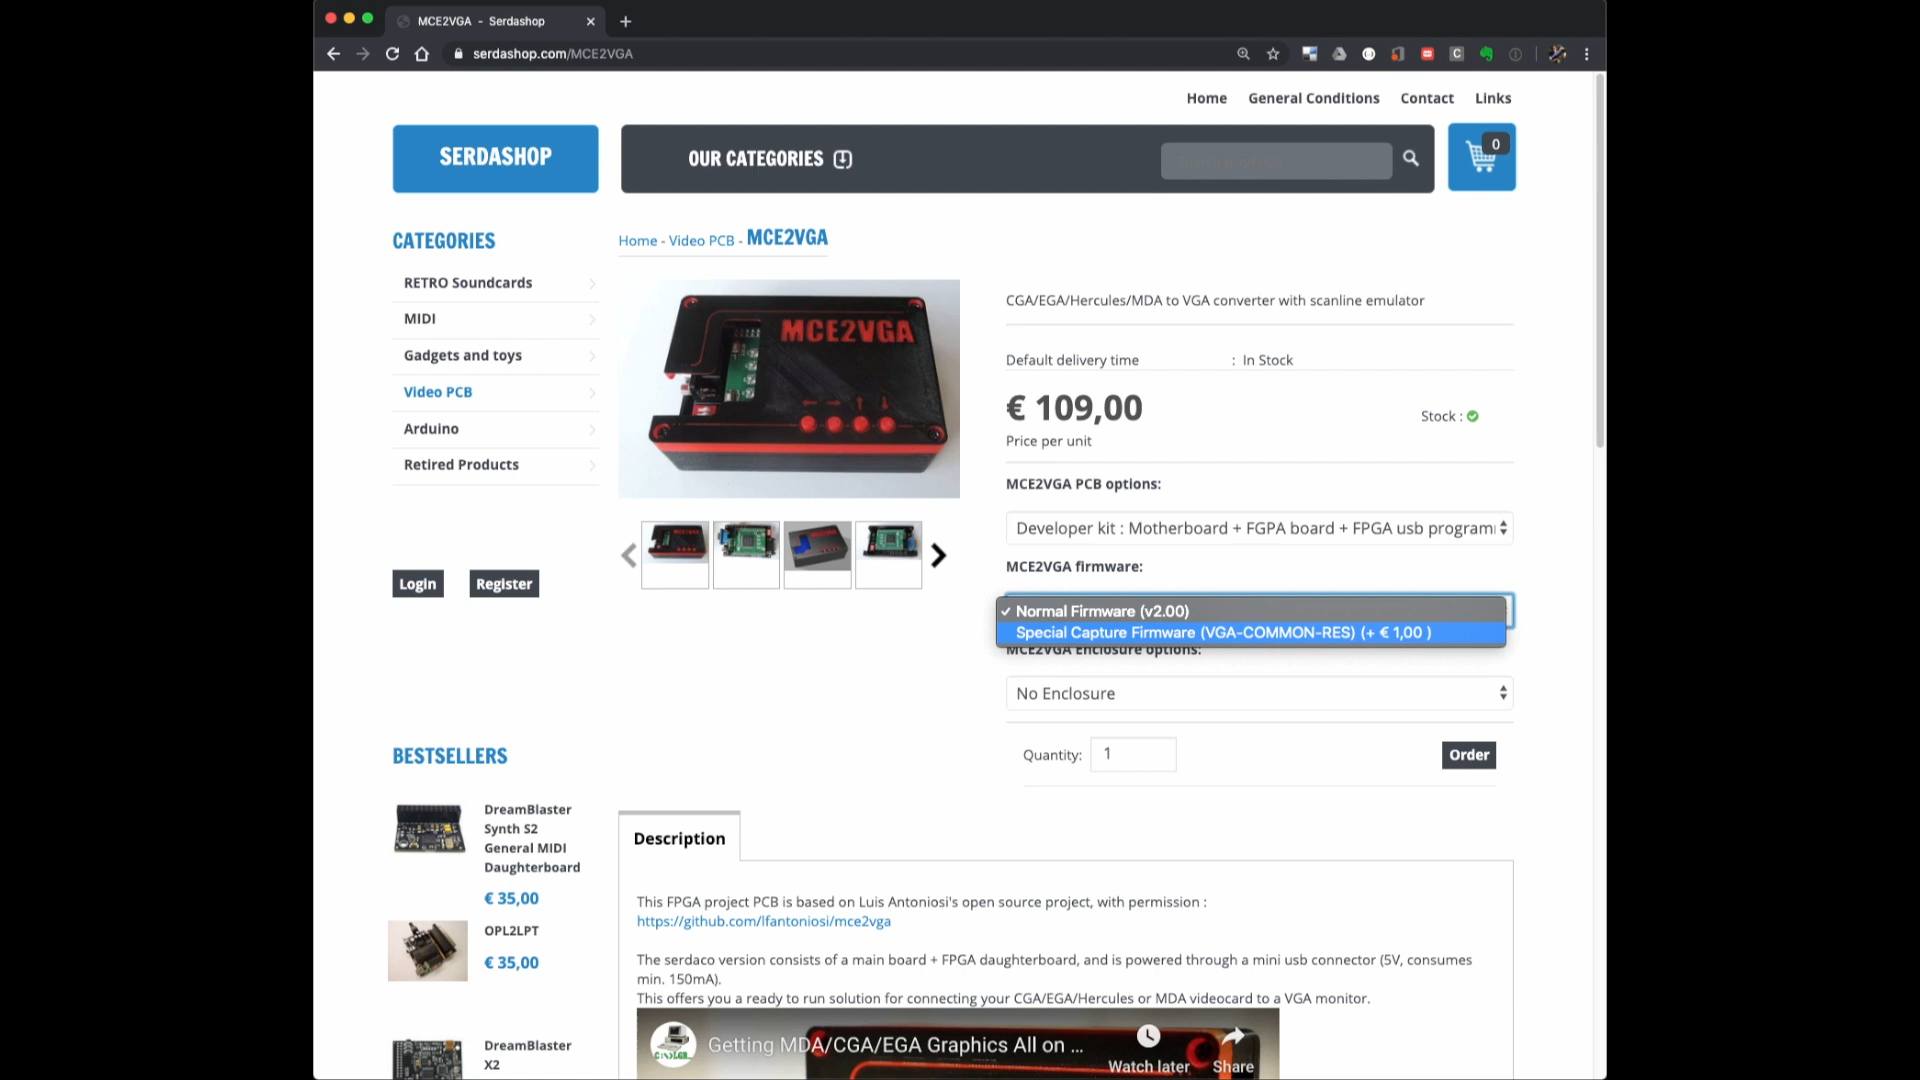 MCE2VGA - Serdashop
serdashop.com/MCE2VGA
Home General Conditions Contact Links
SERDASHOP
OUR CATEGORIES
0
CATEGORIES
RETRO Soundcards
MIDI
Gadgets and toys
Video PCB
Arduino
Retired Products
Login Register
Home - Video PCB - MCE2VGA
MCE2VGA
CGA/EGA/Hercules/MDA to VGA converter with scanline emulator
Default delivery time : In Stock
€ 109,00
Stock :
Price per unit
MCE2VGA PCB options:
Developer kit : Motherboard + FGPA board + FPGA usb programı
MCE2VGA firmware:
✓ Normal Firmware (v2.00)
Special Capture Firmware (VGA-COMMON-RES) (+ € 1,00 )
MCE2VGA Enclosure options:
No Enclosure
Quantity: 1
Order
BESTSELLERS
DreamBlaster
Synth S2
General MIDI
Daughterboard
€ 35,00
OPL2LPT
€ 35,00
DreamBlaster
X2
Description
This FPGA project PCB is based on Luis Antoniosi's open source project, with permission :
https://github.com/lfantoniosi/mce2vga
The serdaco version consists of a main board + FPGA daughterboard, and is powered through a mini usb connector (5V, consumes
min. 150mA).
This offers you a ready to run solution for connecting your CGA/EGA/Hercules or MDA videocard to a VGA monitor.
Getting MDA/CGA/EGA Graphics All on ...
Watch later Share